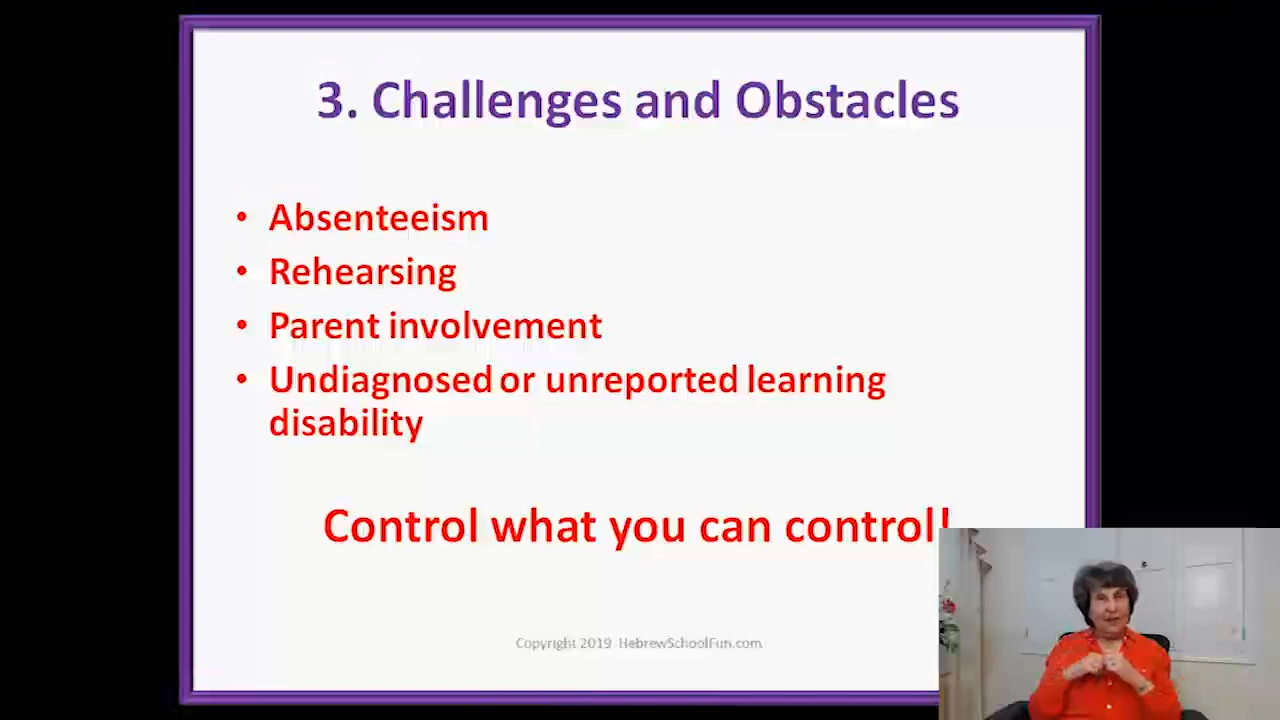 3. Challenges and Obstacles
• Absenteeism
• Rehearsing
• Parent involvement
• Undiagnosed or unreported learning
disability
Control what you can control!
Copyright 2019 HebrewSchoolFun.com